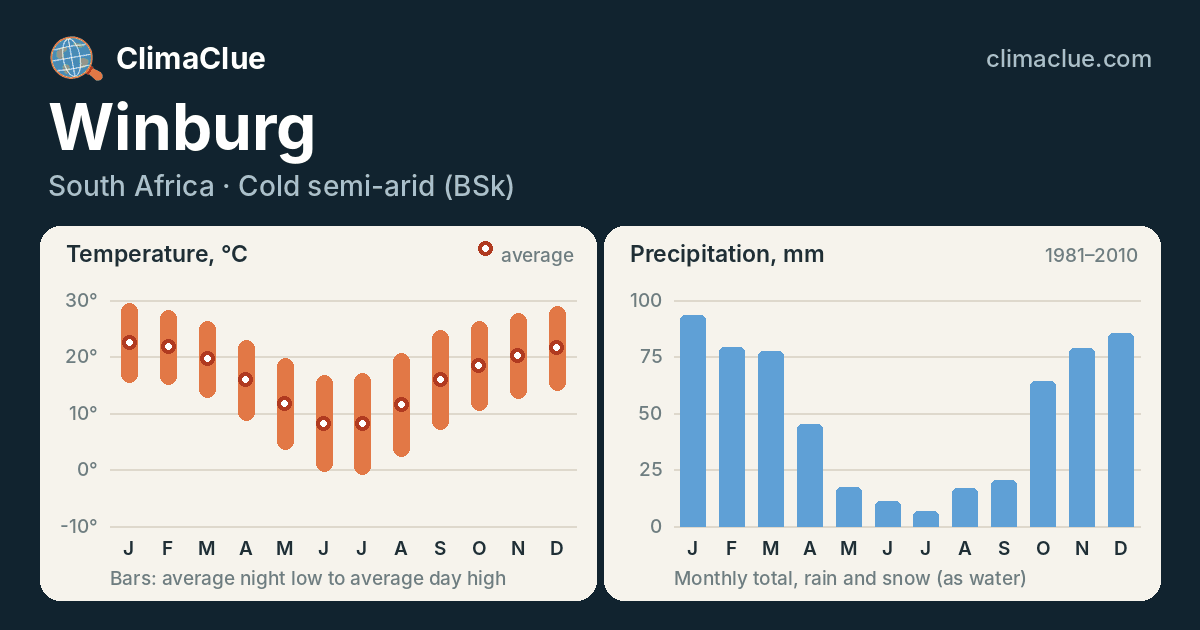 ClimaClue
climaclue.com
Winburg
South Africa · Cold semi-arid (BSk)
Temperature, °C
average
30°
20°
10°
0°
-10°
J F M A M J J A S O N D
Bars: average night low to average day high
Precipitation, mm
1981–2010
100
75
50
25
0
J F M A M J J A S O N D
Monthly total, rain and snow (as water)